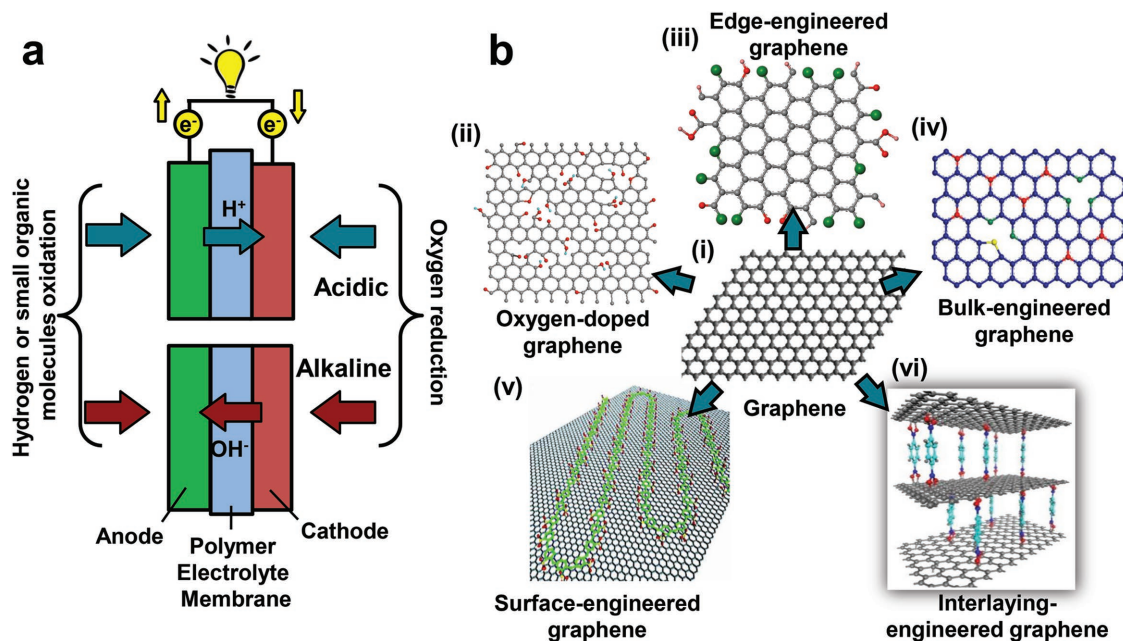 a
e-
e-
Hydrogen or small organic
molecules oxidation
H+
Acidic
Alkaline
OH-
Oxygen reduction
Anode
Cathode
Polymer
Electrolyte
Membrane
b
(iii)
Edge-engineered
graphene
(ii)
Oxygen-doped
graphene
(i)
Graphene
(iv)
Bulk-engineered
graphene
(v)
Surface-engineered
graphene
(vi)
Interlaying-
engineered graphene